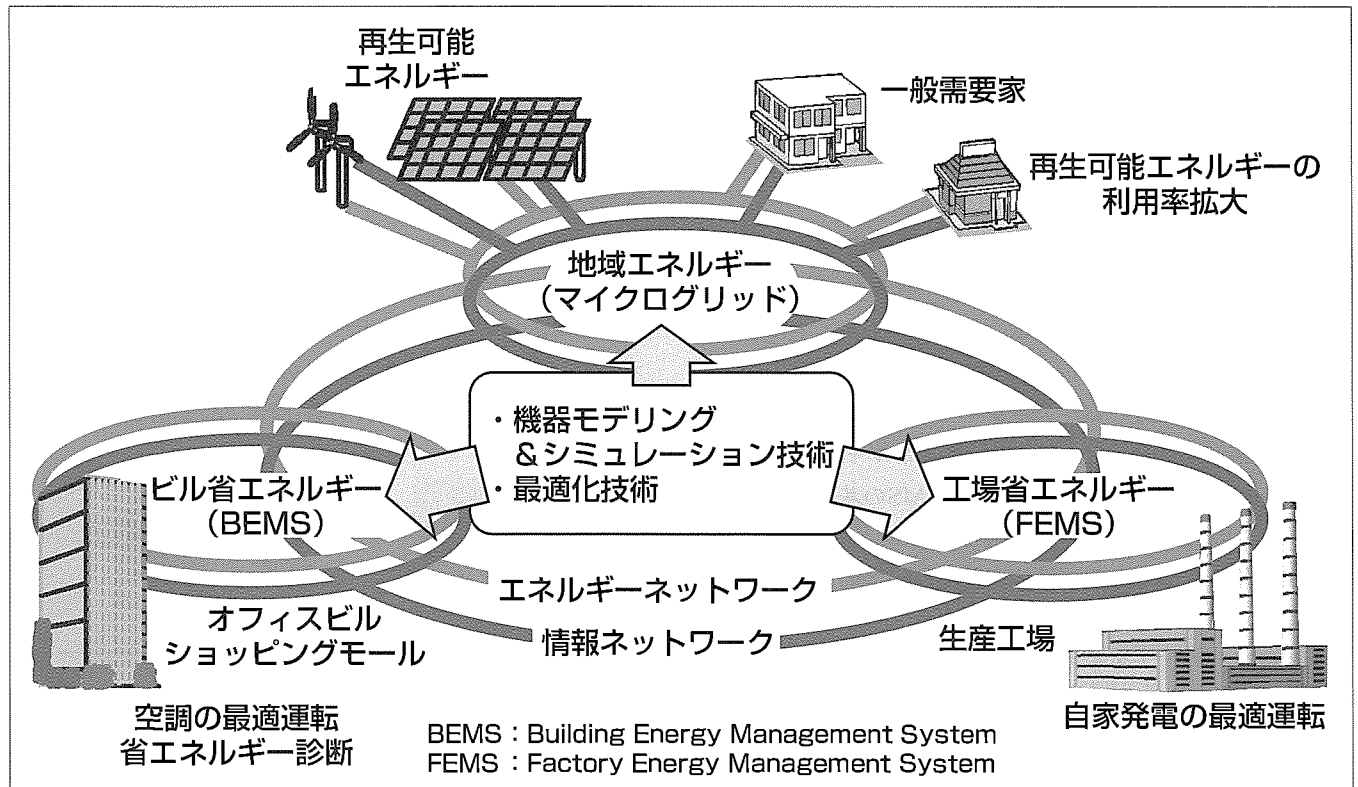 再生可能
エネルギー
一般需要家
再生可能エネルギーの
利用率拡大
地域エネルギー
(マイクログリッド)
・機器モデリング
&シミュレーション技術
・最適化技術
ビル省エネルギー
(BEMS)
工場省エネルギー
(FEMS)
エネルギーネットワーク
情報ネットワーク
オフィスビル
ショッピングモール
生産工場
空調の最適運転
省エネルギー診断
自家発電の最適運転
BEMS:Building Energy Management System
FEMS:Factory Energy Management System